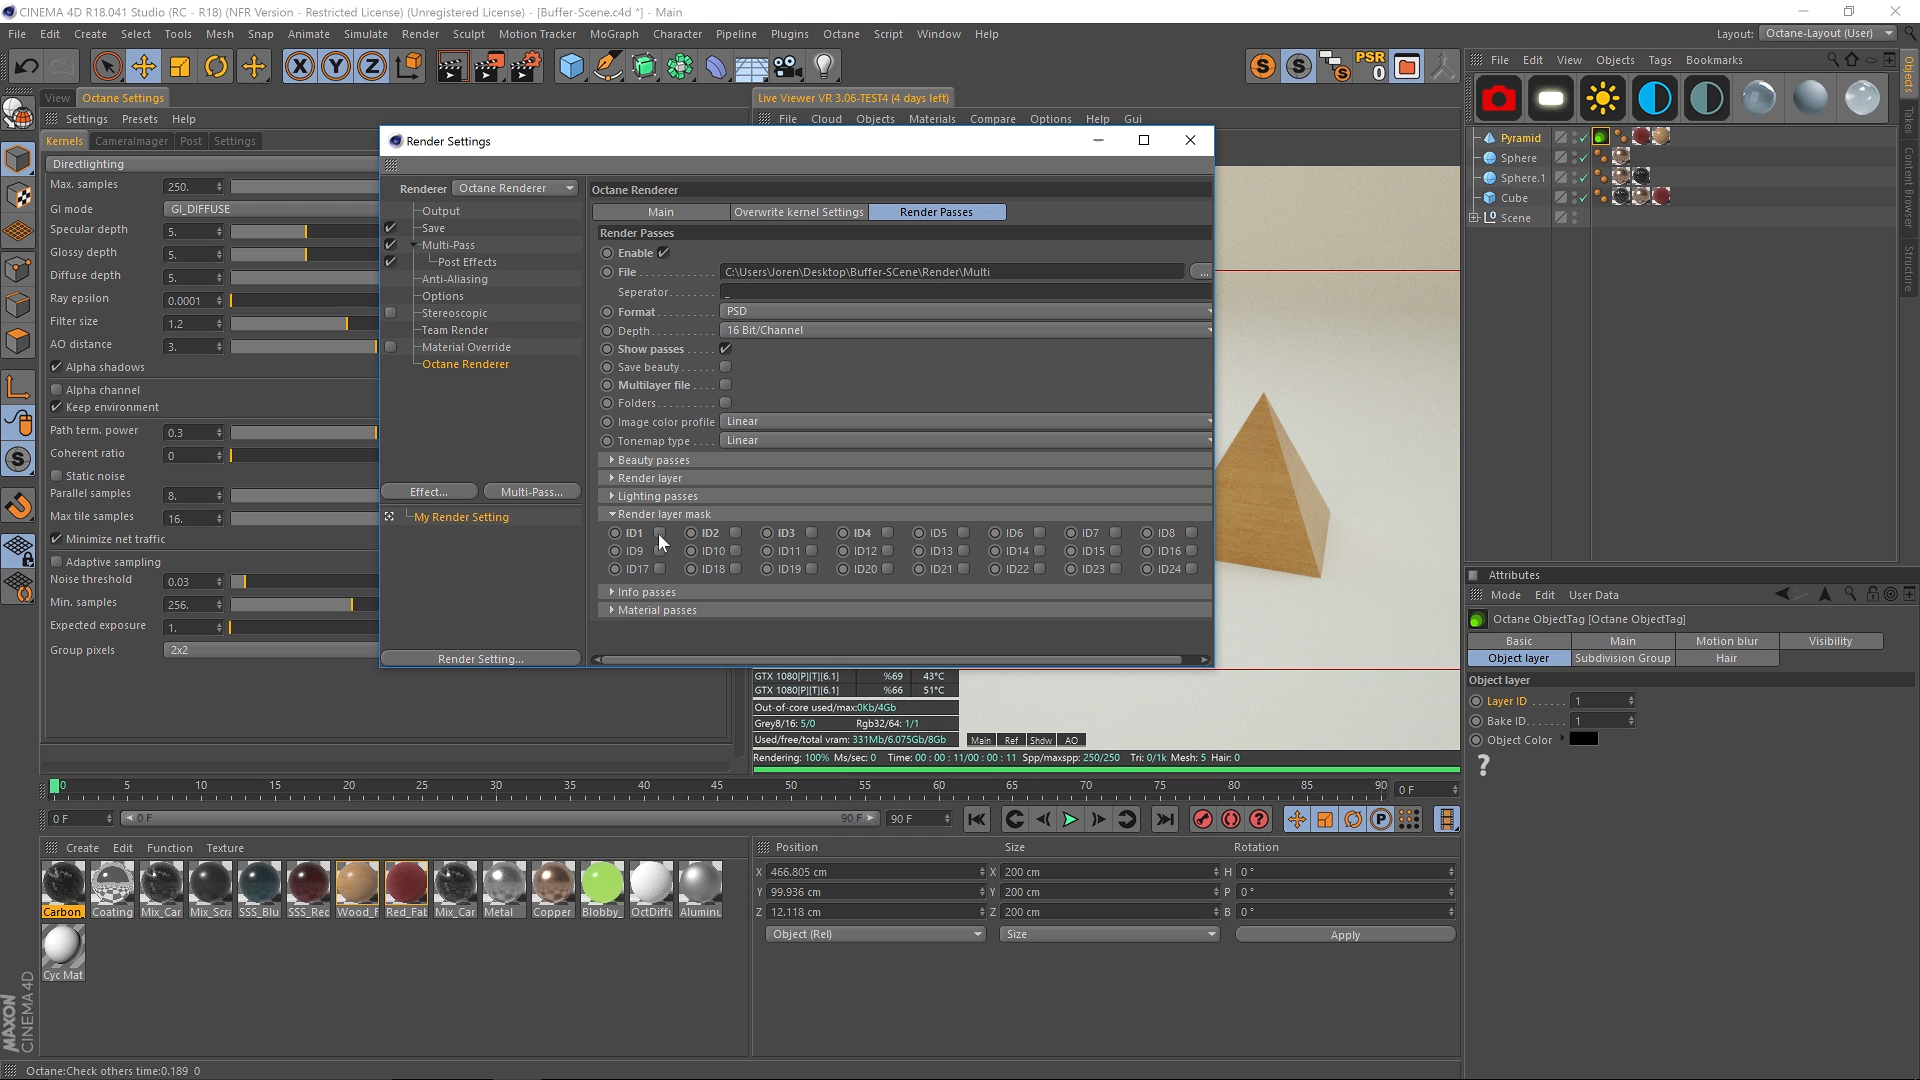 CINEMA 4D R18.041 Studio (RC - R18) (NFR Version - Restricted License) (Unregistered License) - [Buffer-Scene.c4d *] - Main
File Edit Create Select Tools Mesh Snap Animate Simulate Render Sculpt Motion Tracker MoGraph Character Pipeline Plugins Octane Script Window Help
Layout: Octane-Layout (User)
PSR
0
File Edit View Objects Tags Bookmarks
View Octane Settings
Settings Presets Help
Kernels CameraImager Post Settings
Directlighting
Max. samples 250.
GI mode GI_DIFFUSE
Specular depth 5.
Glossy depth 5.
Diffuse depth 5.
Ray epsilon 0.0001
Filter size 1.2
AO distance 3.
Alpha shadows
Alpha channel
Keep environment
Path term. power 0.3
Coherent ratio 0
Static noise
Parallel samples 8.
Max tile samples 16.
Minimize net traffic
Adaptive sampling
Noise threshold 0.03
Min. samples 256.
Expected exposure 1.
Group pixels 2x2
Live Viewer VR 3.06-TEST4 (4 days left)
File Cloud Objects Materials Compare Options Help Gui
Render Settings
Renderer Octane Renderer
Output
Save
Multi-Pass
Post Effects
Anti-Aliasing
Options
Stereoscopic
Team Render
Material Override
Octane Renderer
Effect... Multi-Pass...
My Render Setting
Render Setting...
Octane Renderer
Main Overwrite kernel Settings Render Passes
Render Passes
Enable
File C:\Users\Joren\Desktop\Buffer-SCene\Render\Multi ...
Seperator _
Format PSD
Depth 16 Bit/Channel
Show passes
Save beauty
Multilayer file
Folders
Image color profile Linear
Tonemap type Linear
Beauty passes
Render layer
Lighting passes
Render layer mask
ID1 ID2 ID3 ID4 ID5 ID6 ID7 ID8
ID9 ID10 ID11 ID12 ID13 ID14 ID15 ID16
ID17 ID18 ID19 ID20 ID21 ID22 ID23 ID24
Info passes
Material passes
GTX 1080[P][T][6.1] %69 43°C
GTX 1080[P][T][6.1] %66 51°C
Out-of-core used/max:0Kb/4Gb
Grey8/16: 5/0 Rgb32/64: 1/1
Used/free/total vram: 331Mb/6.075Gb/8Gb
Main Ref Shdw AO
Rendering: 100% Ms/sec: 0 Time: 00 : 00 : 11/00 : 00 : 11 Spp/maxspp: 250/250 Tri: 0/1k Mesh: 5 Hair: 0
Pyramid
Sphere
Sphere.1
Cube
Scene
Objects
Takes
Content Browser
Structure
Attributes
Mode Edit User Data
Octane ObjectTag [Octane ObjectTag]
Basic Main Motion blur Visibility
Object layer Subdivision Group Hair
Object layer
Layer ID 1
Bake ID 1
Object Color
?
0 5 10 15 20 25 30 35 40 45 50 55 60 65 70 75 80 85 90 0 F
0 F 0 F 90 F 90 F
Create Edit Function Texture
Carbon_ Coating Mix_Car Mix_Scra SSS_Blu SSS_Rec Wood_F Red_Fat Mix_Car Metal Copper Blobby_ OctDiffu Aluminu
Cyc Mat
Position Size Rotation
X 466.805 cm X 200 cm H 0 °
Y 99.936 cm Y 200 cm P 0 °
Z 12.118 cm Z 200 cm B 0 °
Object (Rel) Size Apply
MAXON
CINEMA 4D
Octane:Check others time:0.189 0